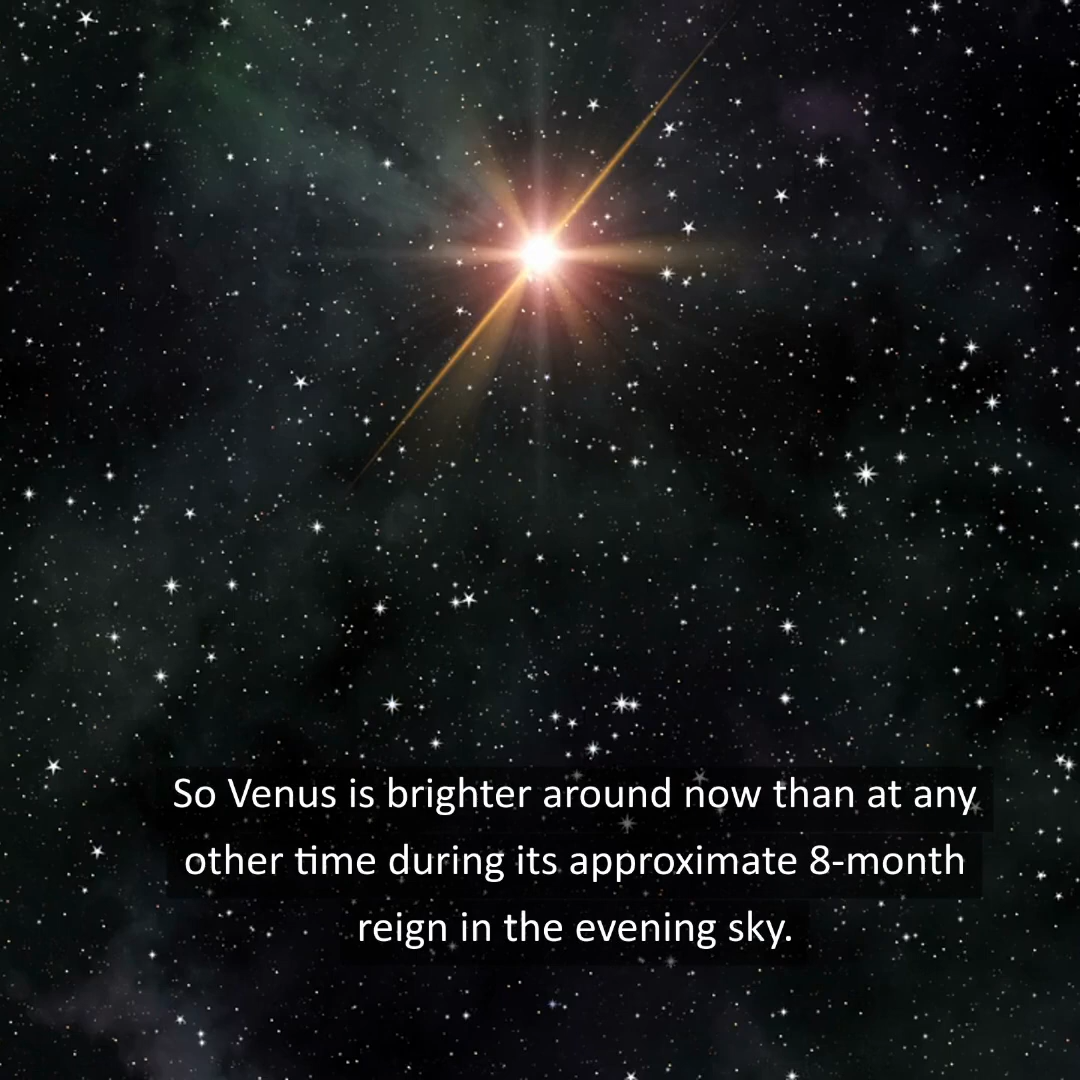 So Venus is brighter around now than at any
other time during its approximate 8-month
reign in the evening sky.